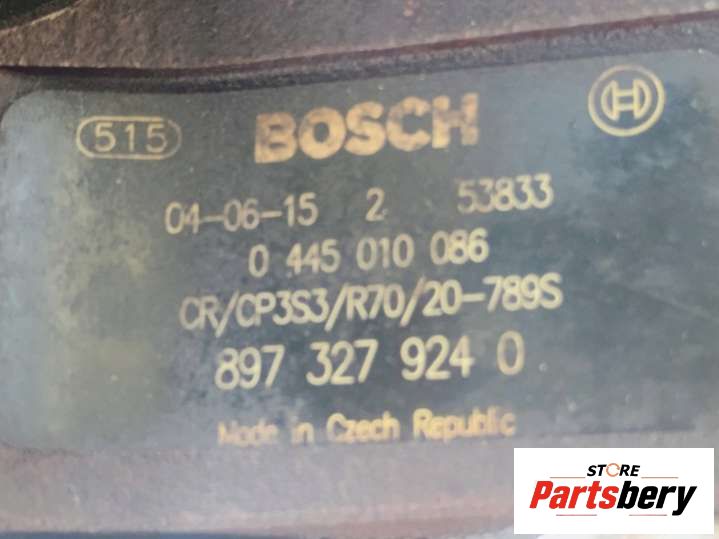 515 BOSCH
04-06-15 2 53833
0 445 010 086
CR/CP3S3/R70/20-789S
897 327 924 0
Made in Czech Republic
STORE
Partsbery